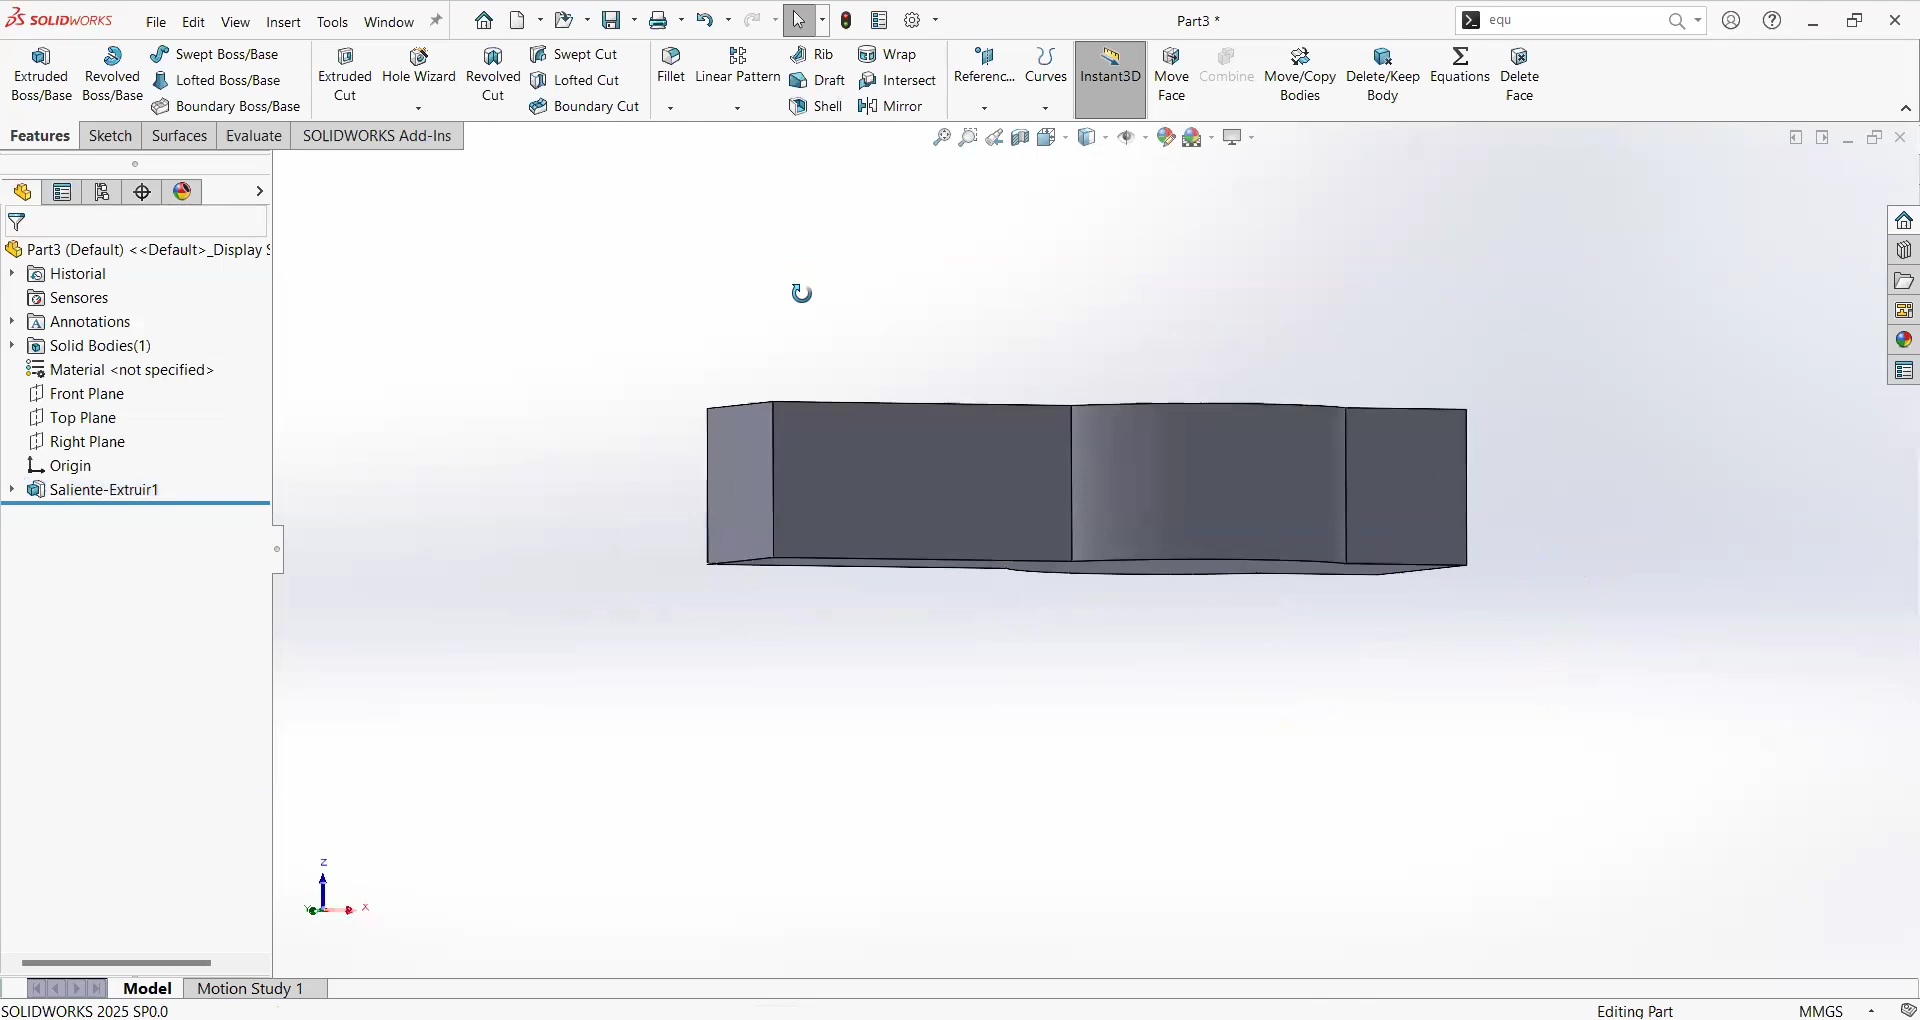 SOLIDWORKS
File Edit View Insert Tools Window
Part3 *
equ
Extruded Boss/Base
Revolved Boss/Base
Swept Boss/Base
Lofted Boss/Base
Boundary Boss/Base
Extruded Cut
Hole Wizard
Revolved Cut
Swept Cut
Lofted Cut
Boundary Cut
Fillet
Linear Pattern
Rib
Draft
Shell
Wrap
Intersect
Mirror
Referenc...
Curves
Instant3D
Move Face
Combine
Move/Copy Bodies
Delete/Keep Body
Equations
Delete Face
Features Sketch Surfaces Evaluate SOLIDWORKS Add-Ins
Part3 (Default) <<Default>_Display S
Historial
Sensores
Annotations
Solid Bodies(1)
Material <not specified>
Front Plane
Top Plane
Right Plane
Origin
Saliente-Extruir1
Z
Y
X
Model Motion Study 1
SOLIDWORKS 2025 SP0.0
Editing Part
MMGS